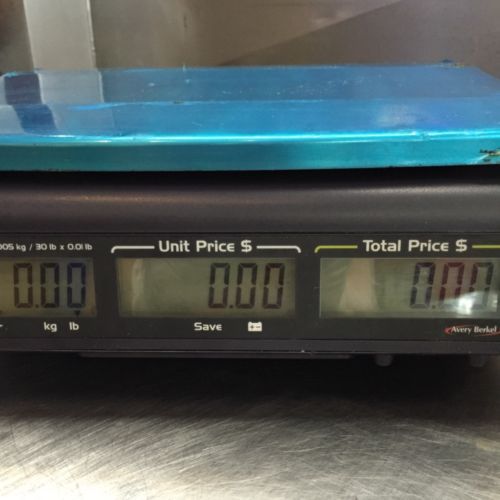 005 kg / 30 lb x 0.01 lb
Unit Price $
Total Price $
0.00
0.00
0.00
kg lb
Save
Avery Berkel